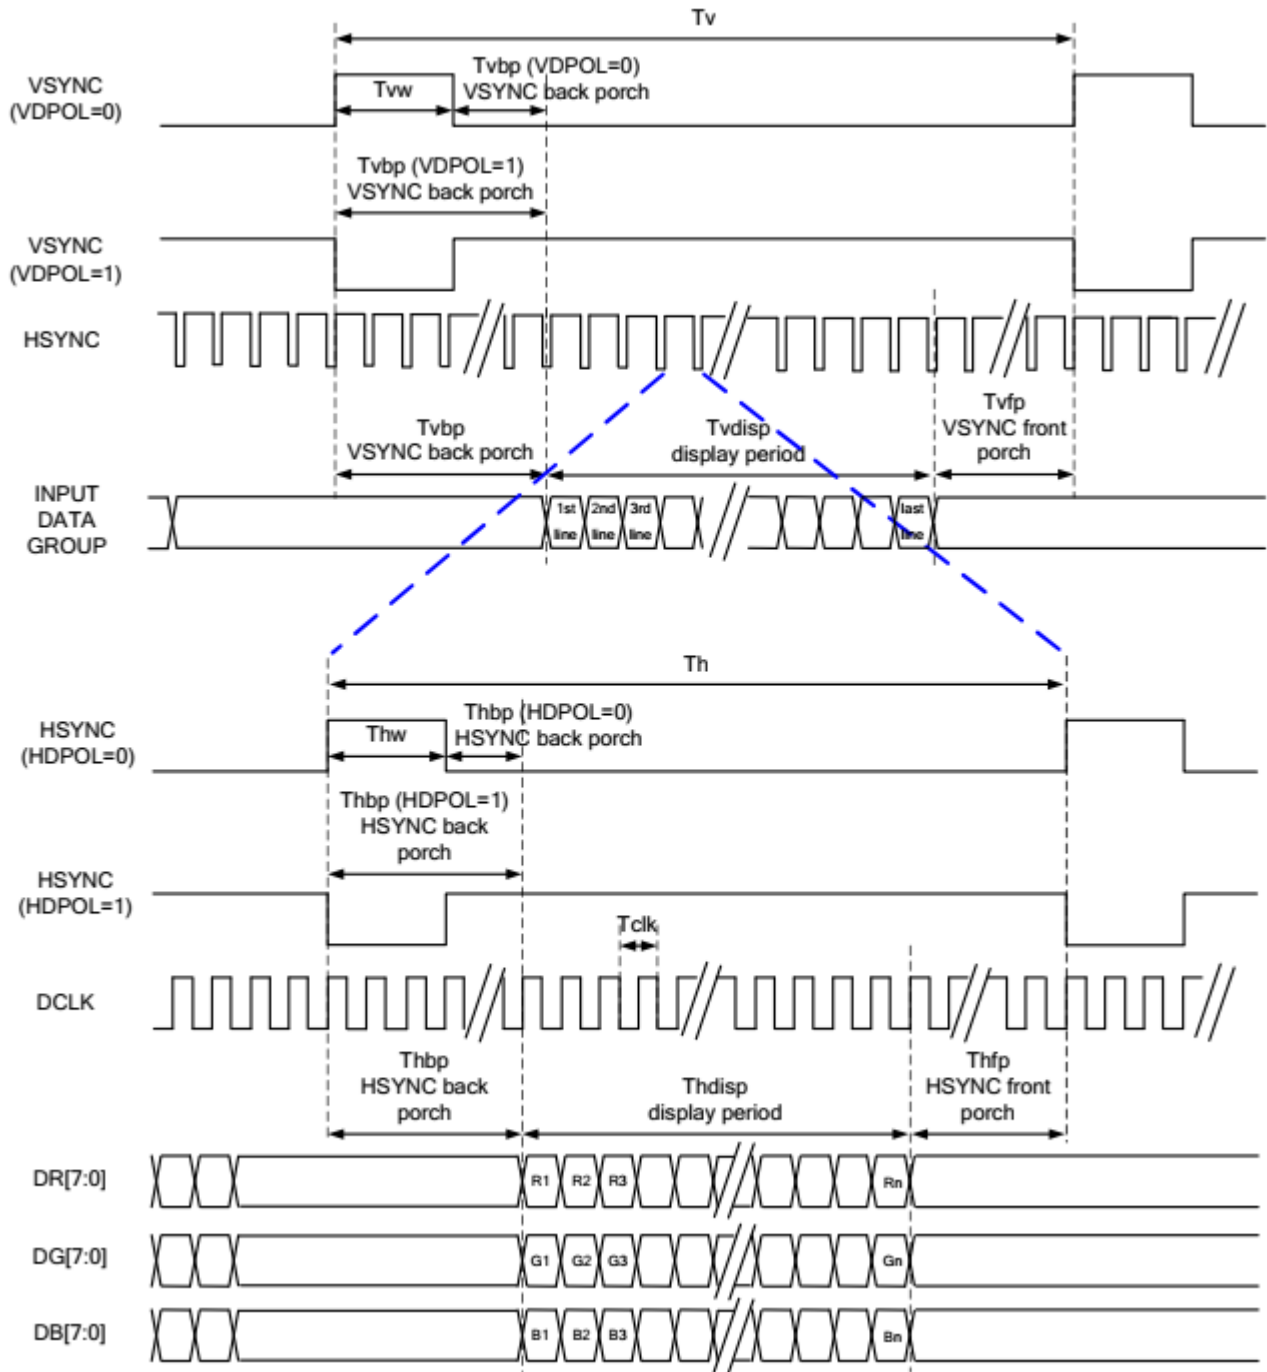 Tv
VSYNC
(VDPOL=0)
Tvw
Tvbp (VDPOL=0)
VSYNC back porch
Tvbp (VDPOL=1)
VSYNC back porch
VSYNC
(VDPOL=1)
HSYNC
Tvbp
VSYNC back porch
Tvdisp
display period
Tvfp
VSYNC front
porch
INPUT
DATA
GROUP
1st
line
2nd
line
3rd
line
last
line
Th
HSYNC
(HDPOL=0)
Thw
Thbp (HDPOL=0)
HSYNC back porch
Thbp (HDPOL=1)
HSYNC back
porch
HSYNC
(HDPOL=1)
Tclk
DCLK
Thbp
HSYNC back
porch
Thdisp
display period
Thfp
HSYNC front
porch
DR[7:0]
R1 R2 R3 Rn
DG[7:0]
G1 G2 G3 Gn
DB[7:0]
B1 B2 B3 Bn